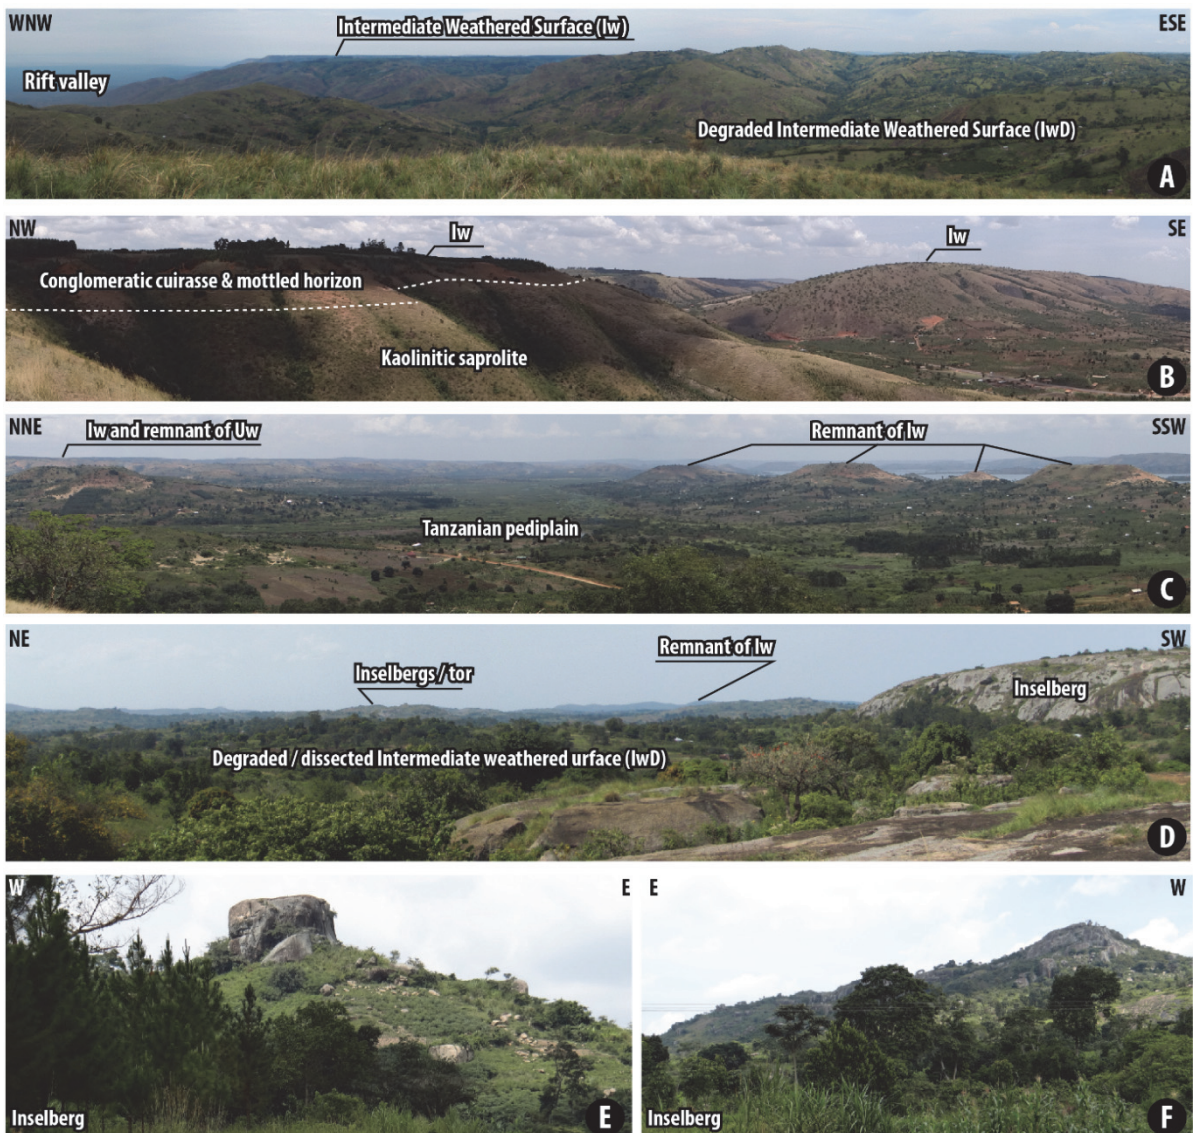 WNW
Intermediate Weathered Surface (Iw)
ESE
Rift valley
Degraded Intermediate Weathered Surface (IwD)
A
NW
Iw
Iw
SE
Conglomeratic cuirasse & mottled horizon
Kaolinitic saprolite
B
NNE
Iw and remnant of Uw
Remnant of Iw
SSW
Tanzanian pediplain
C
NE
Remnant of Iw
SW
Inselbergs/tor
Inselberg
Degraded / dissected Intermediate weathered urface (IwD)
D
W
E
Inselberg
E
E
W
Inselberg
F